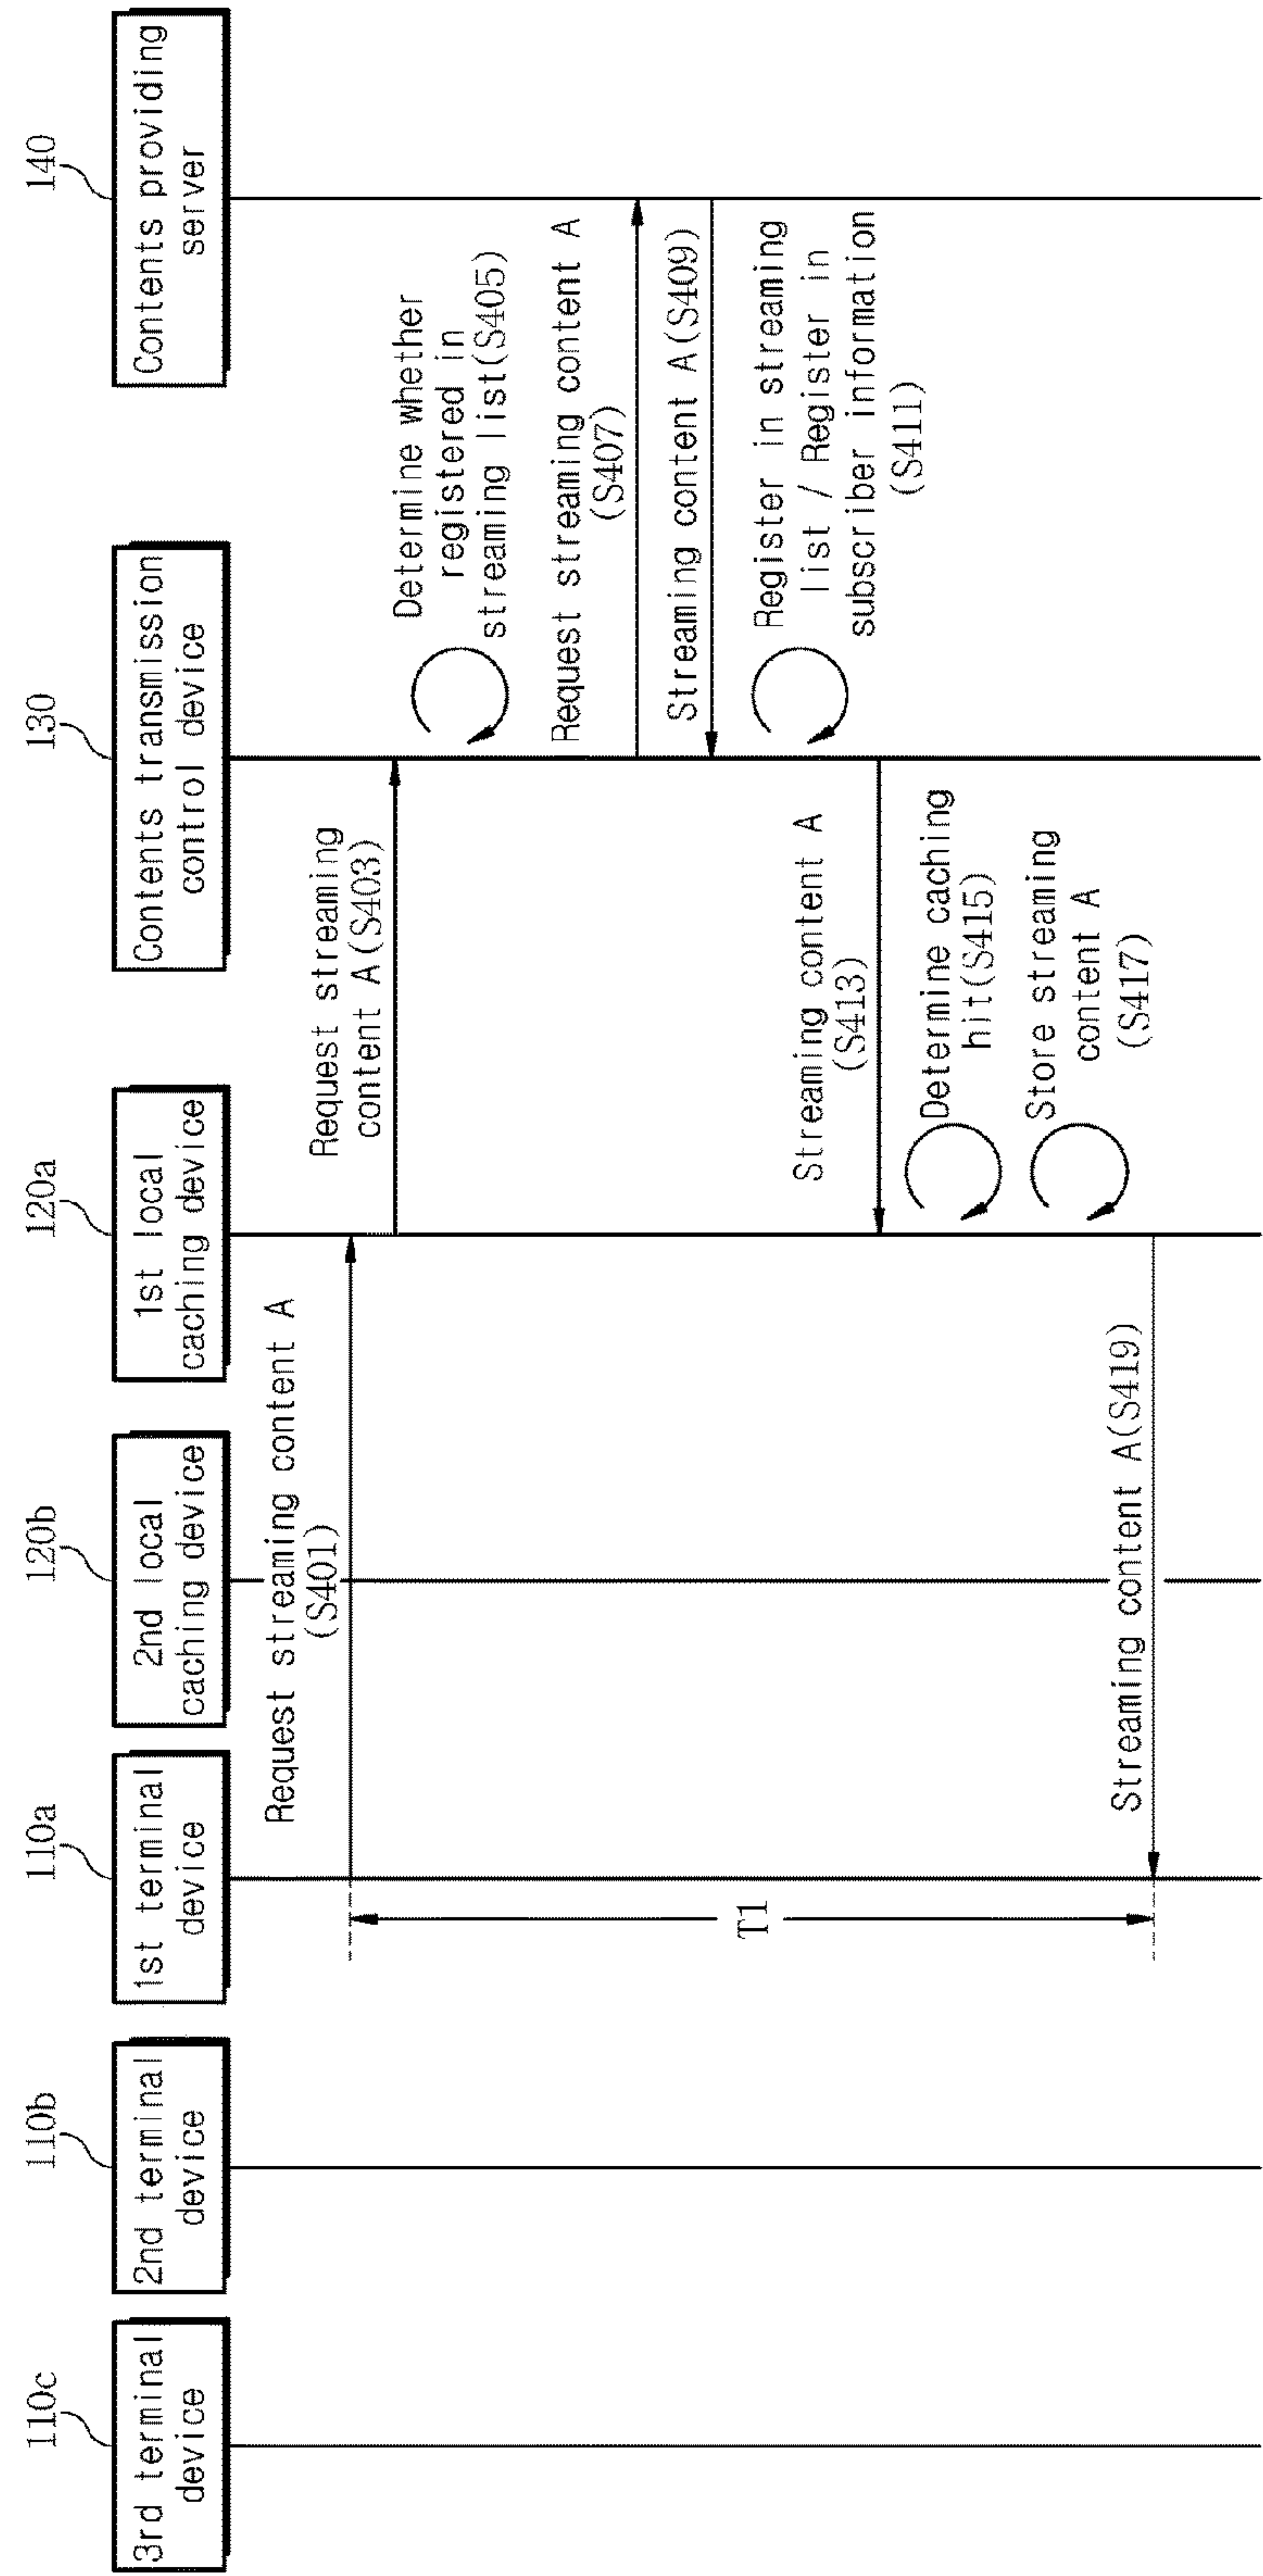 110c
110b
110a
120b
120a
130
140
3rd terminal
device
2nd terminal
device
1st terminal
device
2nd local
caching device
1st local
caching device
Contents transmission
control device
Contents providing
server
Request streaming content A
(S401)
Request streaming
content A(S403)
Determine whether
registered in
streaming list(S405)
Request streaming content A
(S407)
Streaming content A(S409)
Register in streaming
list / Register in
subscriber information
(S411)
Streaming content A
(S413)
Determine caching
hit(S415)
Store streaming
content A
(S417)
Streaming content A(S419)
T1